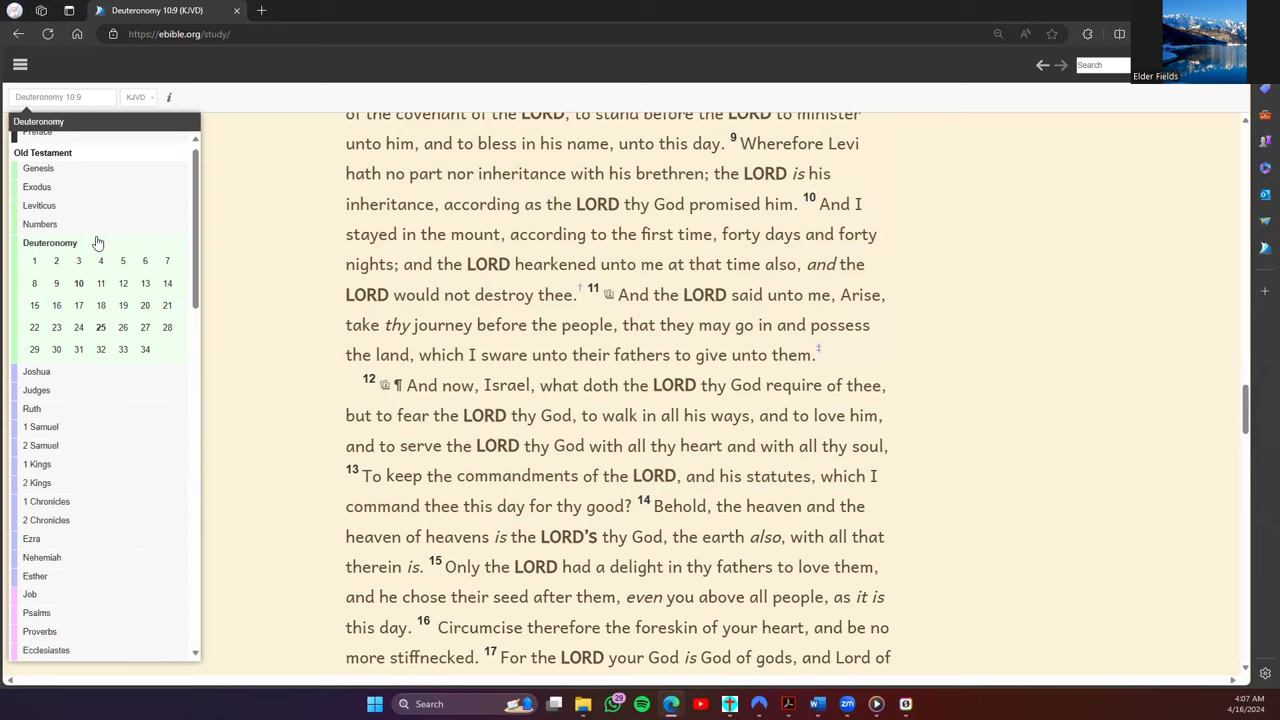 Deuteronomy 10:9 (KJVD)
https://ebible.org/study/
Elder Fields
Search
Deuteronomy 10:9 KJVD i
Deuteronomy
Preface
Old Testament
Genesis
Exodus
Leviticus
Numbers
Deuteronomy
1 2 3 4 5 6 7
8 9 10 11 12 13 14
15 16 17 18 19 20 21
22 23 24 25 26 27 28
29 30 31 32 33 34
Joshua
Judges
Ruth
1 Samuel
2 Samuel
1 Kings
2 Kings
1 Chronicles
2 Chronicles
Ezra
Nehemiah
Esther
Job
Psalms
Proverbs
Ecclesiastes
of the covenant of the LORD, to stand before the LORD to minister
unto him, and to bless in his name, unto this day. 9 Wherefore Levi
hath no part nor inheritance with his brethren; the LORD is his
inheritance, according as the LORD thy God promised him. 10 And I
stayed in the mount, according to the first time, forty days and forty
nights; and the LORD hearkened unto me at that time also, and the
LORD would not destroy thee.† 11 And the LORD said unto me, Arise,
take thy journey before the people, that they may go in and possess
the land, which I sware unto their fathers to give unto them.‡
12 ¶ And now, Israel, what doth the LORD thy God require of thee,
but to fear the LORD thy God, to walk in all his ways, and to love him,
and to serve the LORD thy God with all thy heart and with all thy soul,
13 To keep the commandments of the LORD, and his statutes, which I
command thee this day for thy good? 14 Behold, the heaven and the
heaven of heavens is the LORD’s thy God, the earth also, with all that
therein is. 15 Only the LORD had a delight in thy fathers to love them,
and he chose their seed after them, even you above all people, as it is
this day. 16 Circumcise therefore the foreskin of your heart, and be no
more stiffnecked. 17 For the LORD your God is God of gods, and Lord of
Search
29
zm
4:07 AM
4/16/2024